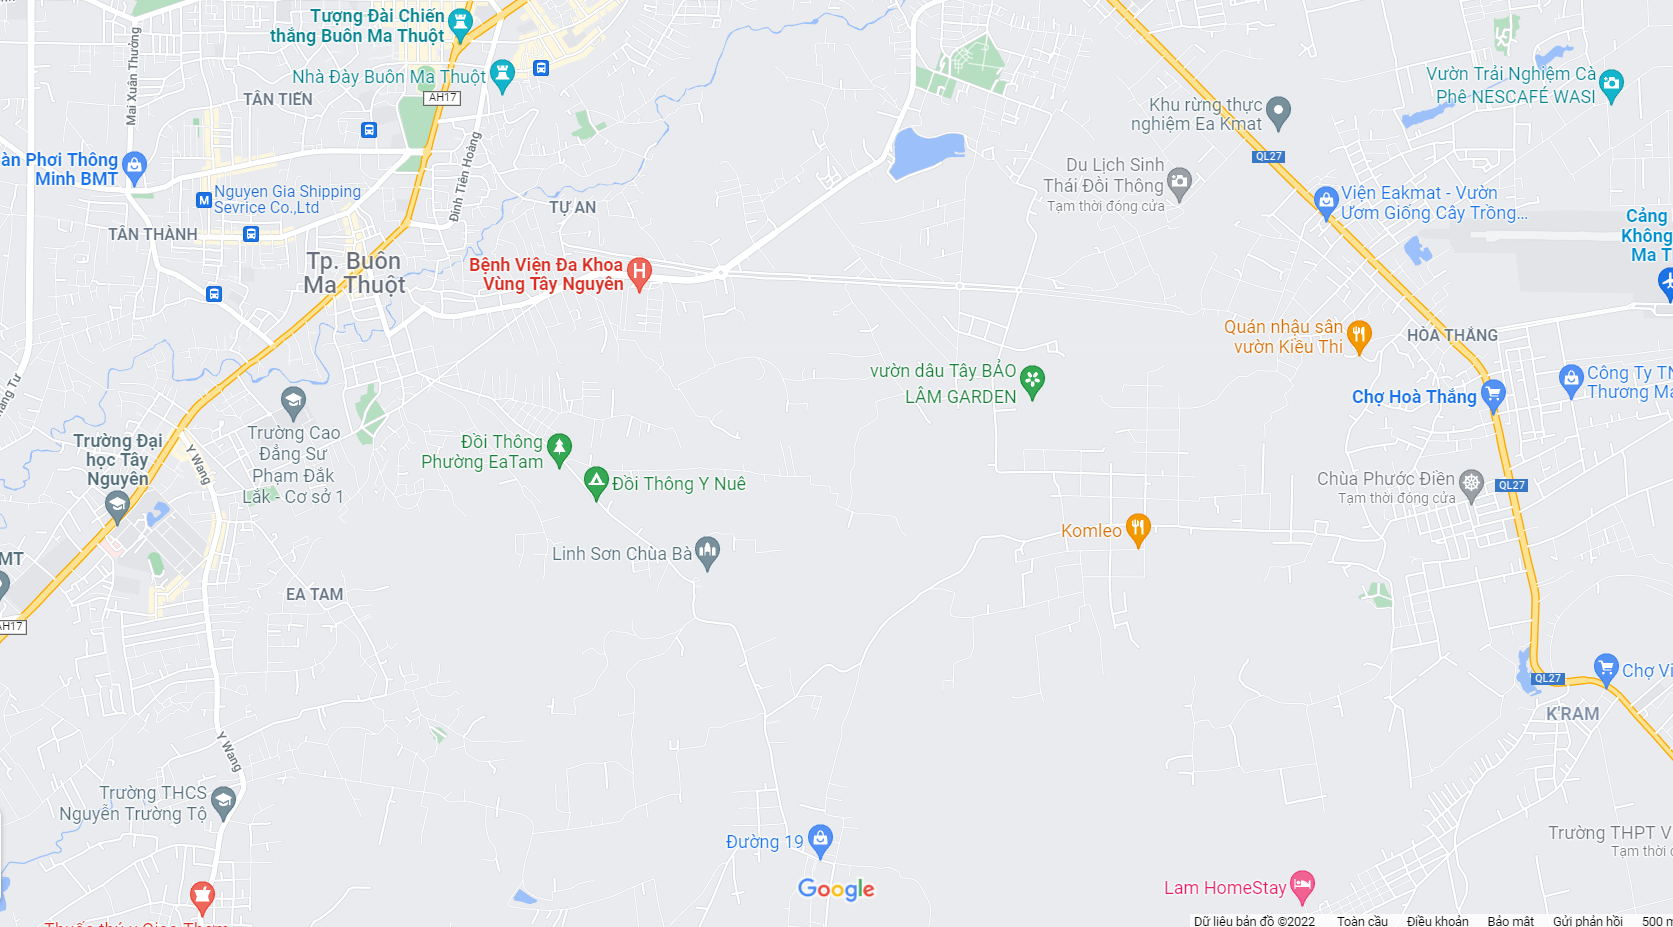 Tượng Đài Chiến
thắng Buôn Ma Thuột
Mai Xuân Thưởng
Nhà Đày Buôn Ma Thuột
TÂN TIẾN
AH17
Đinh Tiên Hoàng
Vườn Trải Nghiệm Cà
Phê NESCAFÉ WASI
Khu rừng thực
nghiệm Ea Kmat
QL27
àn Phơi Thông
Minh BMT
Du Lịch Sinh
Thái Đồi Thông
Tạm thời đóng cửa
Nguyen Gia Shipping
Sevrice Co.,Ltd
M
Viện Eakmat - Vườn
Ươm Giống Cây Trồng...
TỰ AN
TÂN THÀNH
Cảng
Không
Ma T
Tp. Buôn
Ma Thuột
Bệnh Viện Đa Khoa
Vùng Tây Nguyên
H
Quán nhậu sân
vườn Kiều Thi
HÒA THẮNG
vườn dâu Tây BẢO
LÂM GARDEN
Công Ty TN
Thương Mạ
Chợ Hoà Thắng
Trường Cao
Đẳng Sư
Phạm Đắk
Lắk - Cơ sở 1
Trường Đại
học Tây
Nguyên
Y Wang
Đồi Thông
Phường EaTam
Đồi Thông Y Nuê
Chùa Phước Điền
Tạm thời đóng cửa
QL27
Komleo
Linh Sơn Chùa Bà
MT
EA TAM
AH17
QL27
Chợ Vi
K'RAM
Y Wang
Trường THCS
Nguyễn Trường Tộ
Đường 19
Trường THPT V
Tạm thời
Google
Lam HomeStay
Dữ liệu bản đồ ©2022 Toàn cầu Điều khoản Bảo mật Gửi phản hồi 500 m